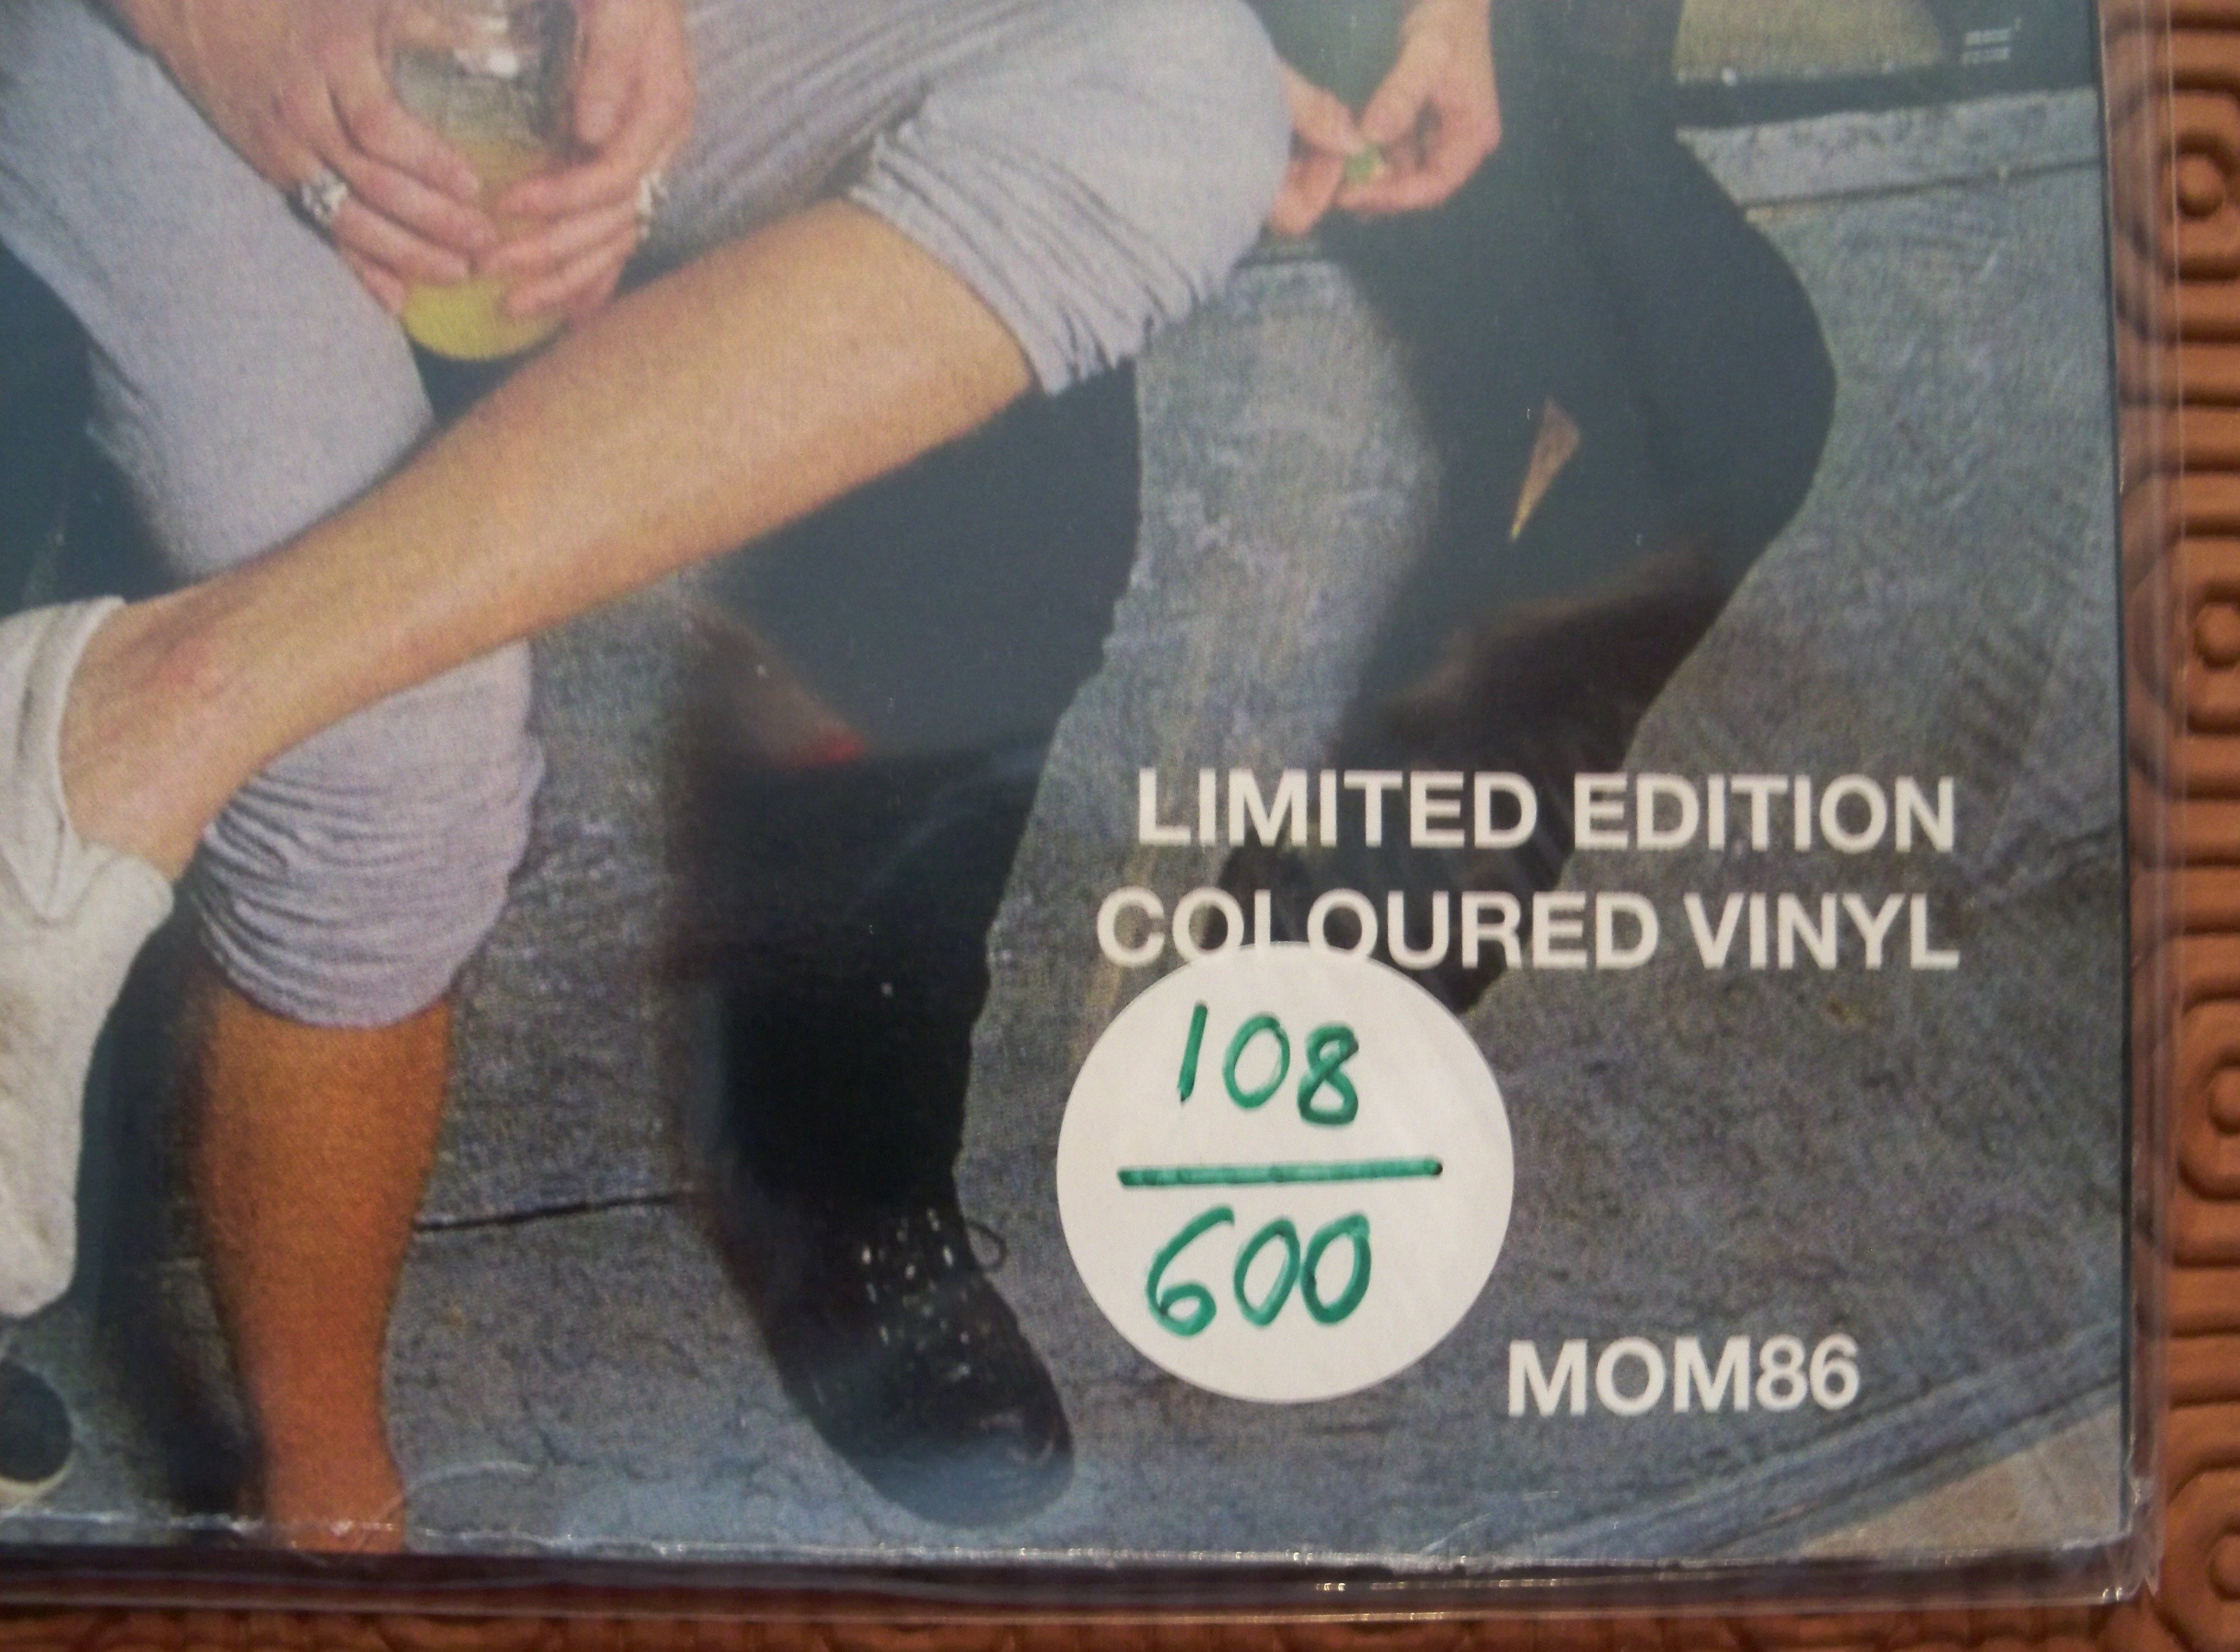 LIMITED EDITION
COLOURED VINYL
108
600
MOM86